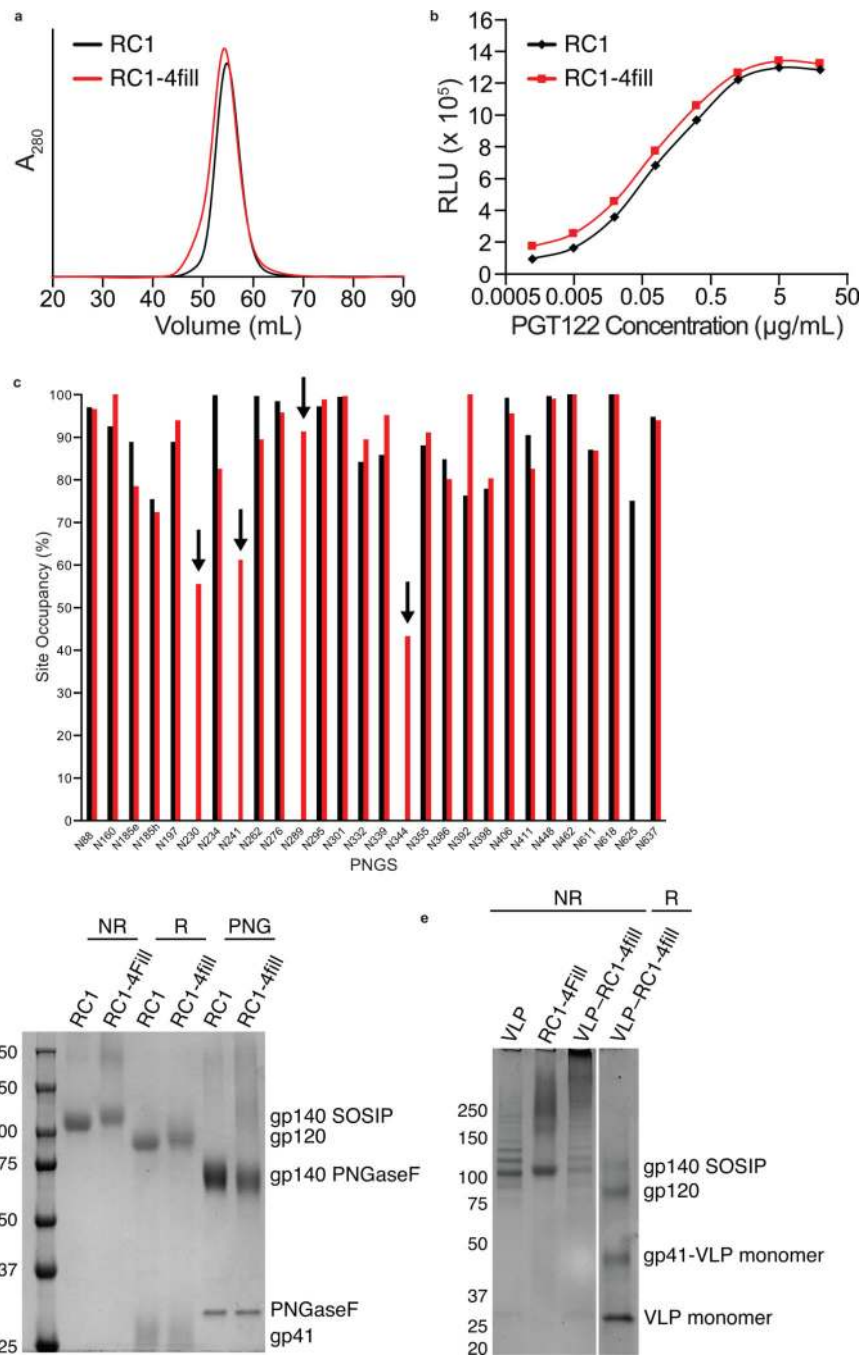 a
RC1
RC1-4fill
A280
20 30 40 50 60 70 80 90
Volume (mL)
b
RC1
RC1-4fill
16
14
12
10
8
6
4
2
0
RLU (x 10⁵)
0.0005 0.005 0.05 0.5 5 50
PGT122 Concentration (µg/mL)
c
100
90
80
70
60
50
40
30
20
10
0
Site Occupancy (%)
N88 N160 N185e N185h N197 N230 N234 N241 N262 N276 N289 N295 N301 N332 N339 N344 N355 N386 N392 N398 N406 N411 N448 N462 N611 N618 N625 N637
PNGS
NR R PNG
RC1 RC1-4Fill RC1 RC1-4fill RC1 RC1-4fill
50
50
00
75
50
37
25
gp140 SOSIP
gp120
gp140 PNGaseF
PNGaseF
gp41
e
NR R
VLP RC1-4Fill VLP–RC1-4fill VLP–RC1-4fill
250
150
100
75
50
37
25
20
gp140 SOSIP
gp120
gp41-VLP monomer
VLP monomer